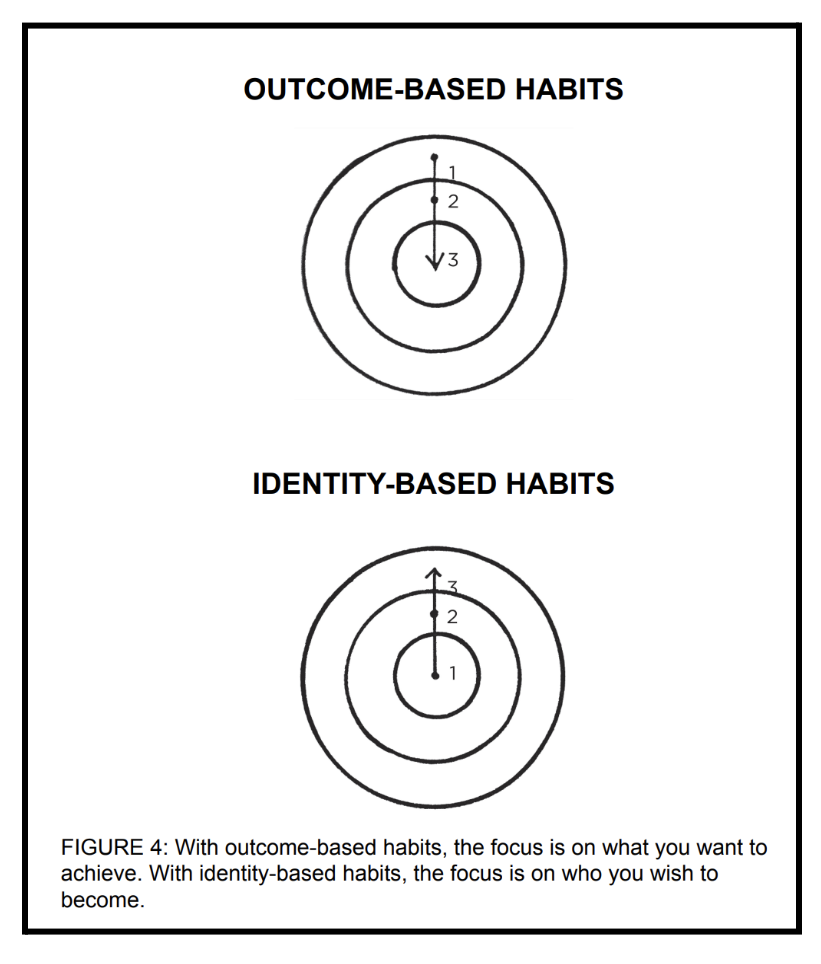 OUTCOME-BASED HABITS
1
2
3
IDENTITY-BASED HABITS
3
2
1
FIGURE 4: With outcome-based habits, the focus is on what you want to
achieve. With identity-based habits, the focus is on who you wish to
become.